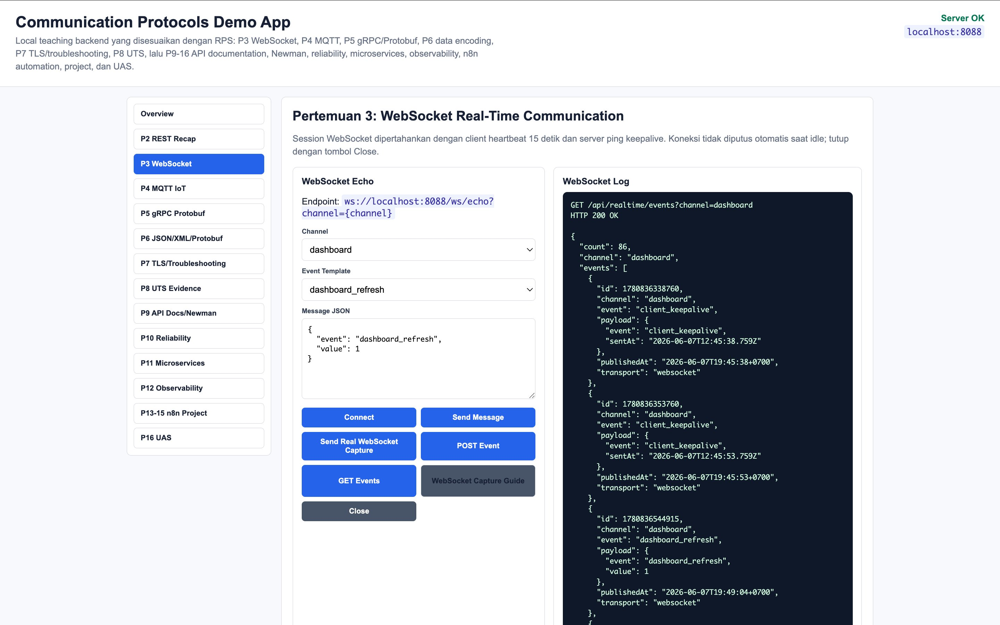 Communication Protocols Demo App
Local teaching backend yang disesuaikan dengan RPS: P3 WebSocket, P4 MQTT, P5 gRPC/Protobuf, P6 data encoding,
P7 TLS/troubleshooting, P8 UTS, lalu P9-16 API documentation, Newman, reliability, microservices, observability, n8n
automation, project, dan UAS.
Server OK
localhost:8088
Overview
P2 REST Recap
P3 WebSocket
P4 MQTT IoT
P5 gRPC Protobuf
P6 JSON/XML/Protobuf
P7 TLS/Troubleshooting
P8 UTS Evidence
P9 API Docs/Newman
P10 Reliability
P11 Microservices
P12 Observability
P13-15 n8n Project
P16 UAS
Pertemuan 3: WebSocket Real-Time Communication
Session WebSocket dipertahankan dengan client heartbeat 15 detik dan server ping keepalive. Koneksi tidak diputus otomatis saat idle; tutup
dengan tombol Close.
WebSocket Echo
Endpoint: ws://localhost:8088/ws/echo?
channel={channel}
Channel
dashboard
Event Template
dashboard_refresh
Message JSON
{
  "event": "dashboard_refresh",
  "value": 1
}
Connect
Send Message
Send Real WebSocket
Capture
POST Event
GET Events
WebSocket Capture Guide
Close
WebSocket Log
GET /api/realtime/events?channel=dashboard
HTTP 200 OK
{
  "count": 86,
  "channel": "dashboard",
  "events": [
    {
      "id": 1780836338760,
      "channel": "dashboard",
      "event": "client_keepalive",
      "payload": {
        "event": "client_keepalive",
        "sentAt": "2026-06-07T12:45:38.759Z"
      },
      "publishedAt": "2026-06-07T19:45:38+0700",
      "transport": "websocket"
    },
    {
      "id": 1780836353760,
      "channel": "dashboard",
      "event": "client_keepalive",
      "payload": {
        "event": "client_keepalive",
        "sentAt": "2026-06-07T12:45:53.759Z"
      },
      "publishedAt": "2026-06-07T19:45:53+0700",
      "transport": "websocket"
    },
    {
      "id": 1780836544915,
      "channel": "dashboard",
      "event": "dashboard_refresh",
      "payload": {
        "event": "dashboard_refresh",
        "value": 1
      },
      "publishedAt": "2026-06-07T19:49:04+0700",
      "transport": "websocket"
    },
    {